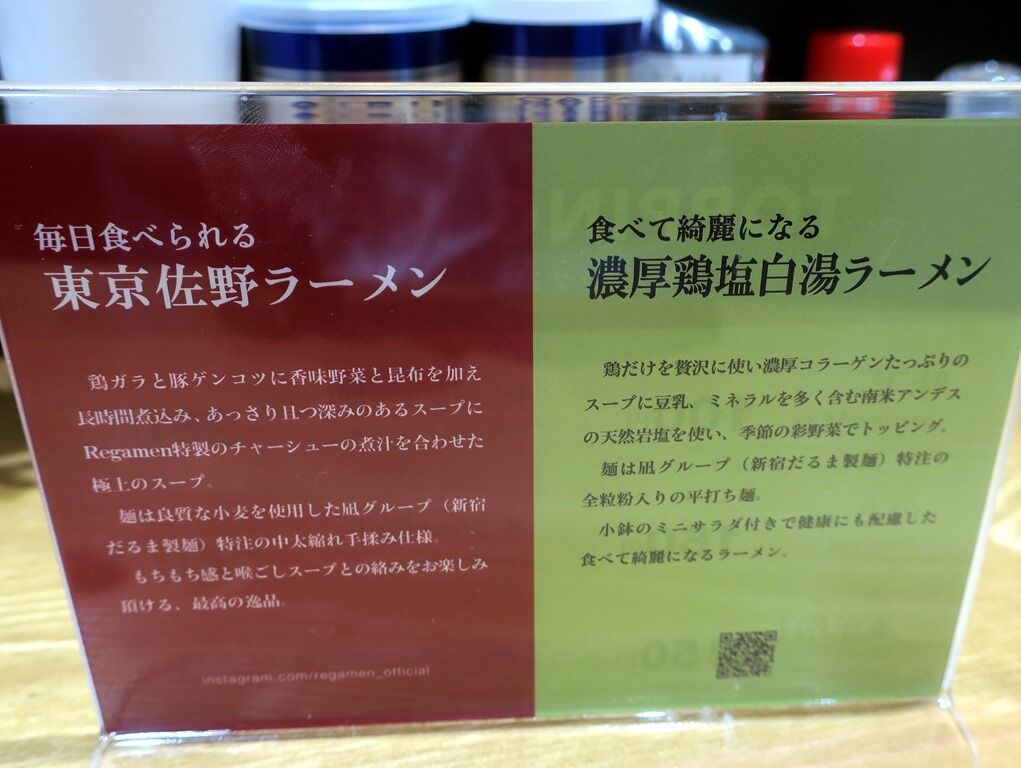 毎日食べられる
東京佐野ラーメン
鶏ガラと豚ゲンコツに香味野菜と昆布を加え
長時間煮込み、あっさり且つ深みのあるスープに
Regamen特製のチャーシューの煮汁を合わせた
極上のスープ。
麺は良質な小麦を使用した凪グループ（新宿
だるま製麺）特注の中太縮れ手揉み仕様。
もちもち感と喉ごしスープとの絡みをお楽しみ
頂ける、最高の逸品。
instagram.com/regamen_official
食べて綺麗になる
濃厚鶏塩白湯ラーメン
鶏だけを贅沢に使い濃厚コラーゲンたっぷりの
スープに豆乳、ミネラルを多く含む南米アンデス
の天然岩塩を使い、季節の彩野菜でトッピング。
麺は凪グループ（新宿だるま製麺）特注の
全粒粉入りの平打ち麺。
小鉢のミニサラダ付きで健康にも配慮した
食べて綺麗になるラーメン。